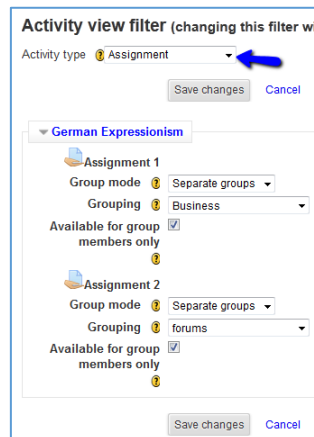 Activity view filter (changing this filter wi
Activity type Assignment
Save changes Cancel
German Expressionism
Assignment 1
Group mode Separate groups
Grouping Business
Available for group
members only
Assignment 2
Group mode Separate groups
Grouping forums
Available for group
members only
Save changes Cancel